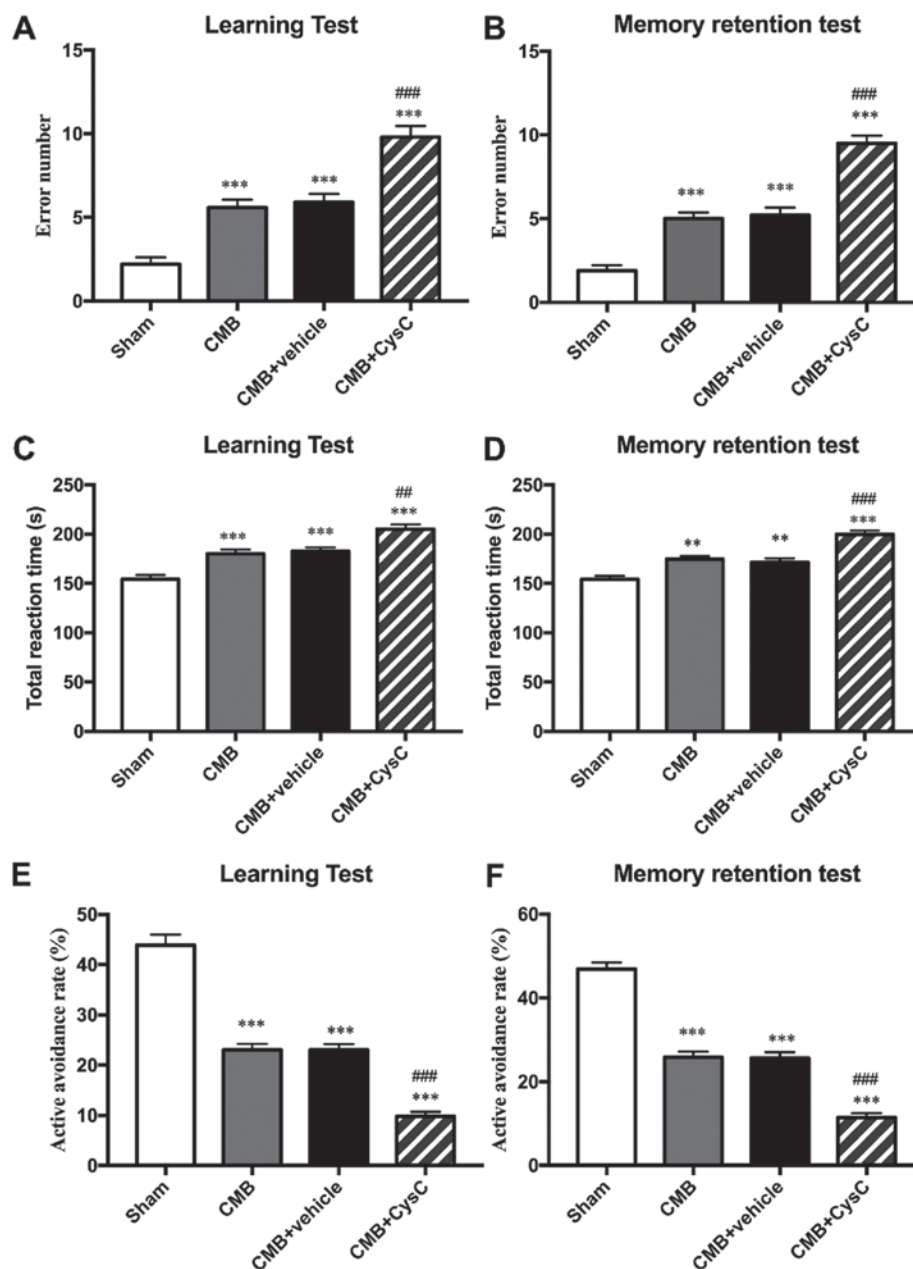 A
Learning Test
Error number
15
10
5
0
***
***
###
***
Sham
CMB
CMB+vehicle
CMB+CysC
B
Memory retention test
Error number
15
10
5
0
***
***
###
***
Sham
CMB
CMB+vehicle
CMB+CysC
C
Learning Test
Total reaction time (s)
250
200
150
100
50
0
***
***
##
***
Sham
CMB
CMB+vehicle
CMB+CysC
D
Memory retention test
Total reaction time (s)
250
200
150
100
50
0
**
**
###
***
Sham
CMB
CMB+vehicle
CMB+CysC
E
Learning Test
Active avoidance rate (%)
50
40
30
20
10
0
***
***
###
***
Sham
CMB
CMB+vehicle
CMB+CysC
F
Memory retention test
Active avoidance rate (%)
60
40
20
0
***
***
###
***
Sham
CMB
CMB+vehicle
CMB+CysC